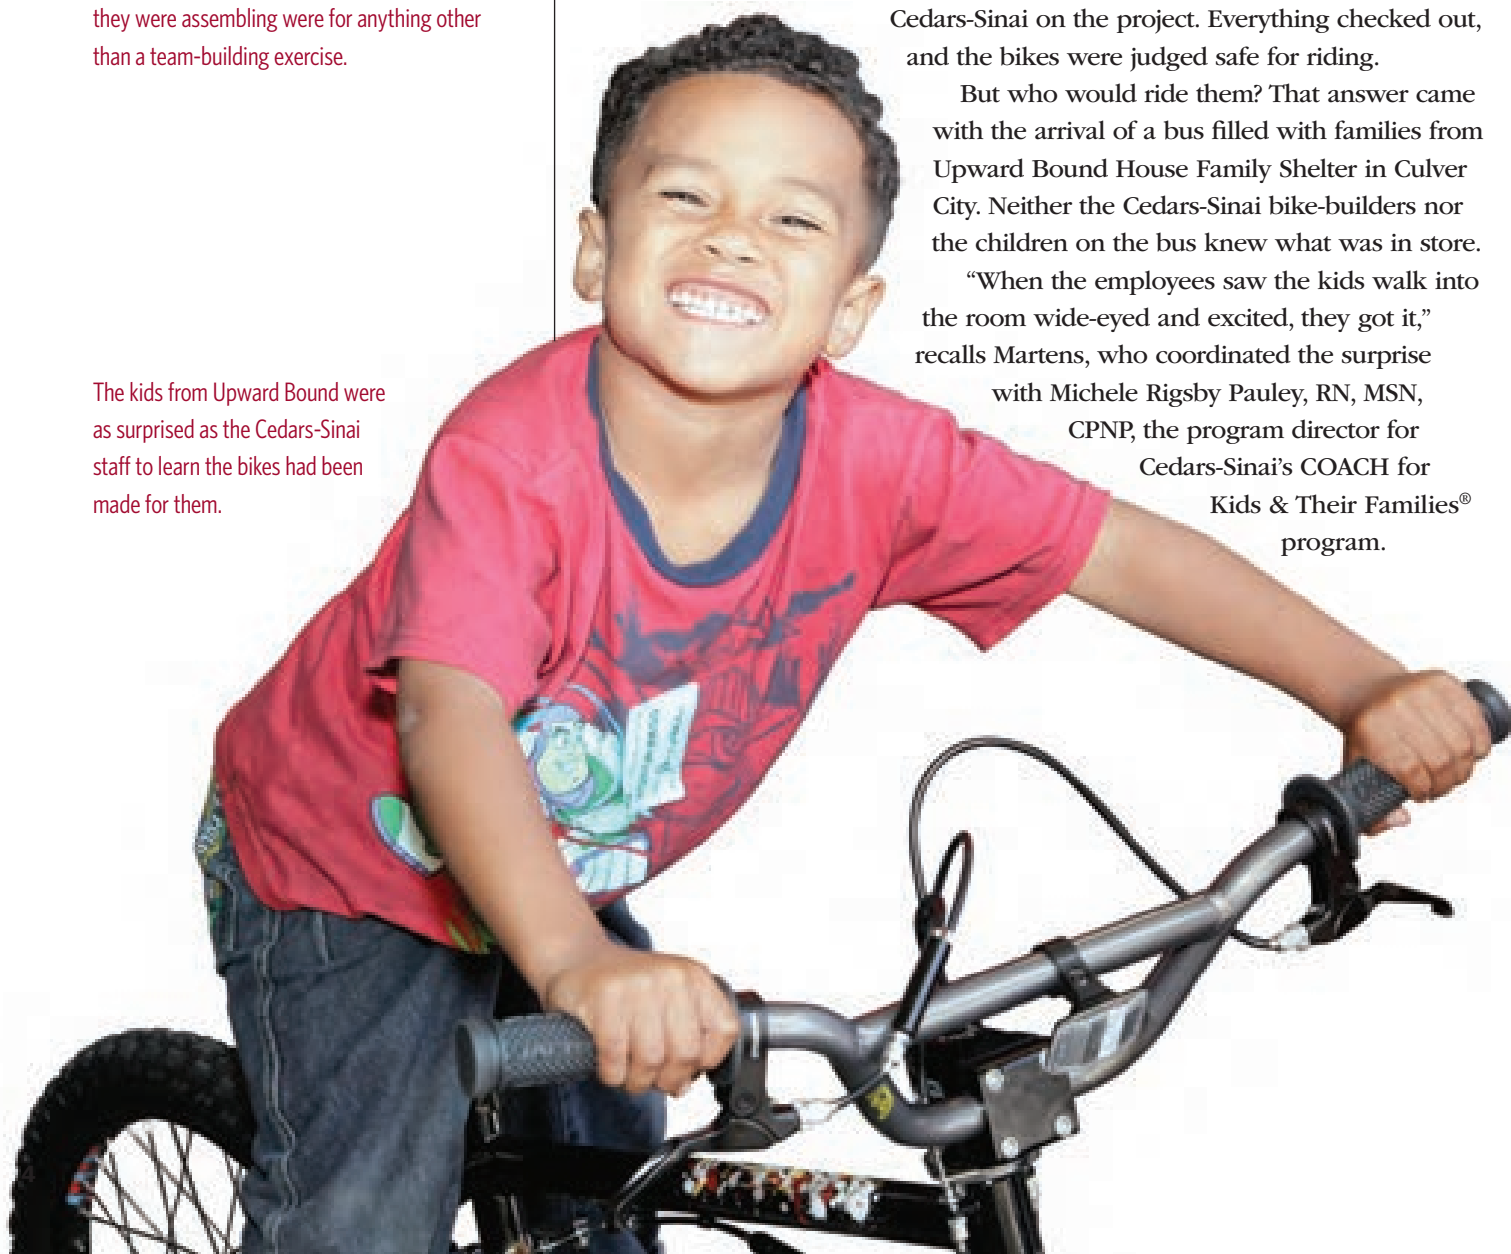 they were assembling were for anything other
than a team-building exercise.
The kids from Upward Bound were
as surprised as the Cedars-Sinai
staff to learn the bikes had been
made for them.
Cedars-Sinai on the project. Everything checked out,
and the bikes were judged safe for riding.
But who would ride them? That answer came
with the arrival of a bus filled with families from
Upward Bound House Family Shelter in Culver
City. Neither the Cedars-Sinai bike-builders nor
the children on the bus knew what was in store.
“When the employees saw the kids walk into
the room wide-eyed and excited, they got it,”
recalls Martens, who coordinated the surprise
with Michele Rigsby Pauley, RN, MSN,
CPNP, the program director for
Cedars-Sinai’s COACH for
Kids & Their Families®
program.